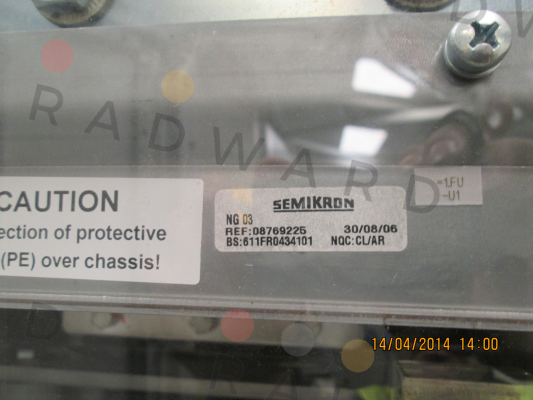 RADWARD
CAUTION
ection of protective
(PE) over chassis!
SEMIKRON
NG 03
REF:08769225 30/08/06
BS:611FR0434101 NQC:CL/AR
=1.FU
-U1
14/04/2014 14:00